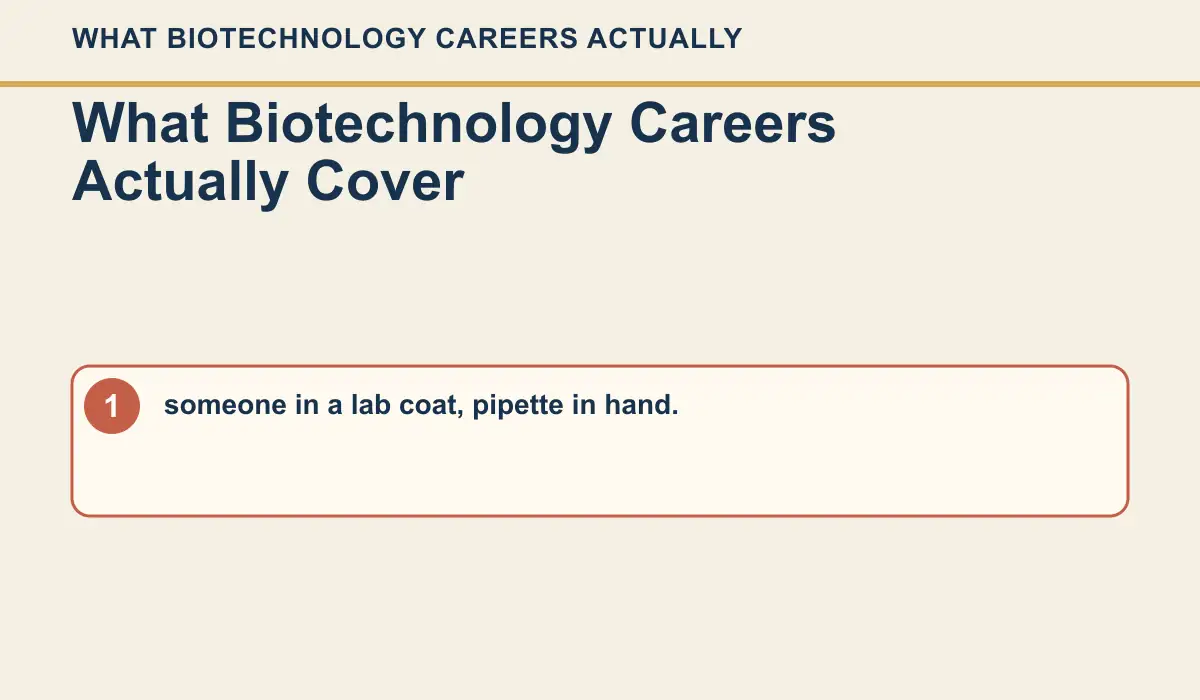 WHAT BIOTECHNOLOGY CAREERS ACTUALLY
What Biotechnology Careers
Actually Cover
1 someone in a lab coat, pipette in hand.